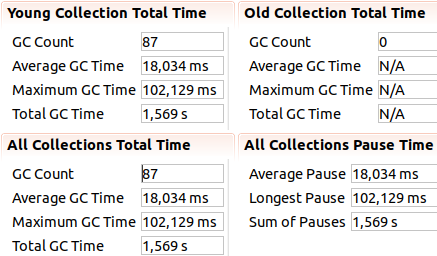 Young Collection Total Time
GC Count 87
Average GC Time 18,034 ms
Maximum GC Time 102,129 ms
Total GC Time 1,569 s
Old Collection Total Time
GC Count 0
Average GC Time N/A
Maximum GC Time N/A
Total GC Time N/A
All Collections Total Time
GC Count 87
Average GC Time 18,034 ms
Maximum GC Time 102,129 ms
Total GC Time 1,569 s
All Collections Pause Time
Average Pause 18,034 ms
Longest Pause 102,129 ms
Sum of Pauses 1,569 s